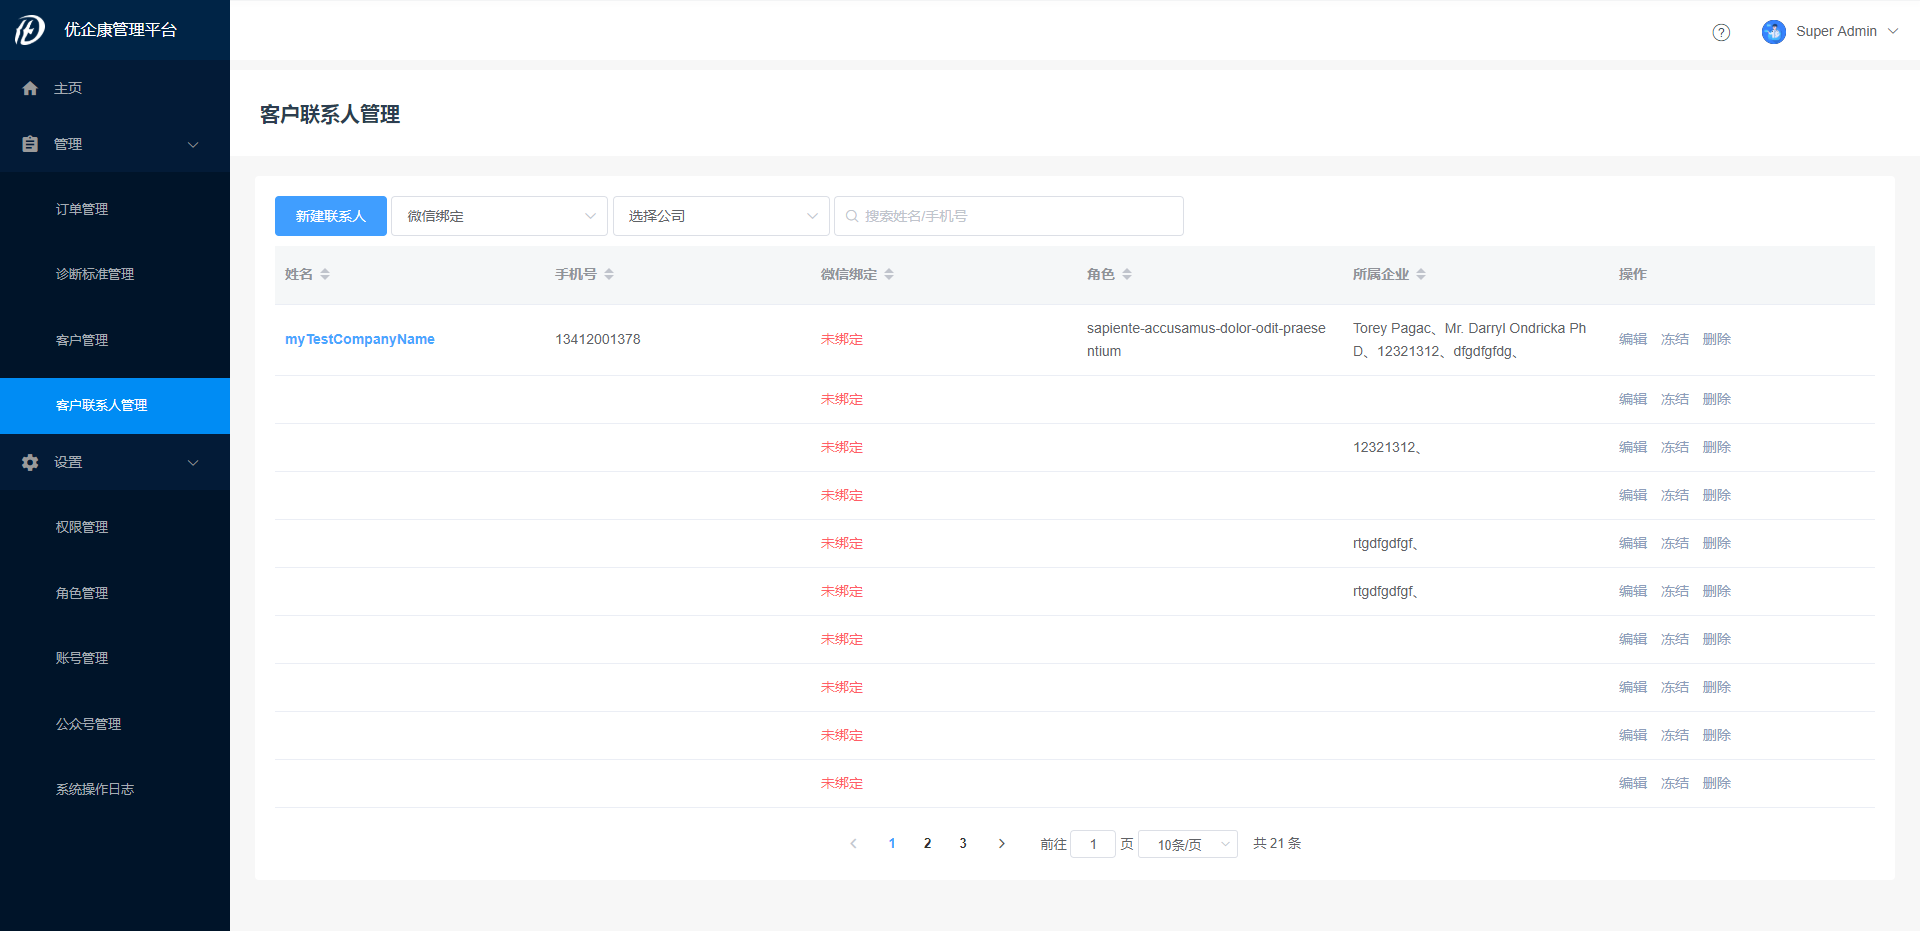 优企康管理平台
Super Admin
主页
管理
订单管理
诊断标准管理
客户管理
客户联系人管理
设置
权限管理
角色管理
账号管理
公众号管理
系统操作日志
客户联系人管理
新建联系人 微信绑定 选择公司 搜索姓名/手机号
姓名 手机号 微信绑定 角色 所属企业 操作
myTestCompanyName 13412001378 未绑定 sapiente-accusamus-dolor-odit-praese
ntium
Torey Pagac、Mr. Darryl Ondricka Ph
D、12321312、dfgdfgfdg、
编辑 冻结 删除
未绑定 编辑 冻结 删除
未绑定 12321312、 编辑 冻结 删除
未绑定 编辑 冻结 删除
未绑定 rtgdfgdfgf、 编辑 冻结 删除
未绑定 rtgdfgdfgf、 编辑 冻结 删除
未绑定 编辑 冻结 删除
未绑定 编辑 冻结 删除
未绑定 编辑 冻结 删除
未绑定 编辑 冻结 删除
1 2 3 前往 1 页 10条/页 共 21 条